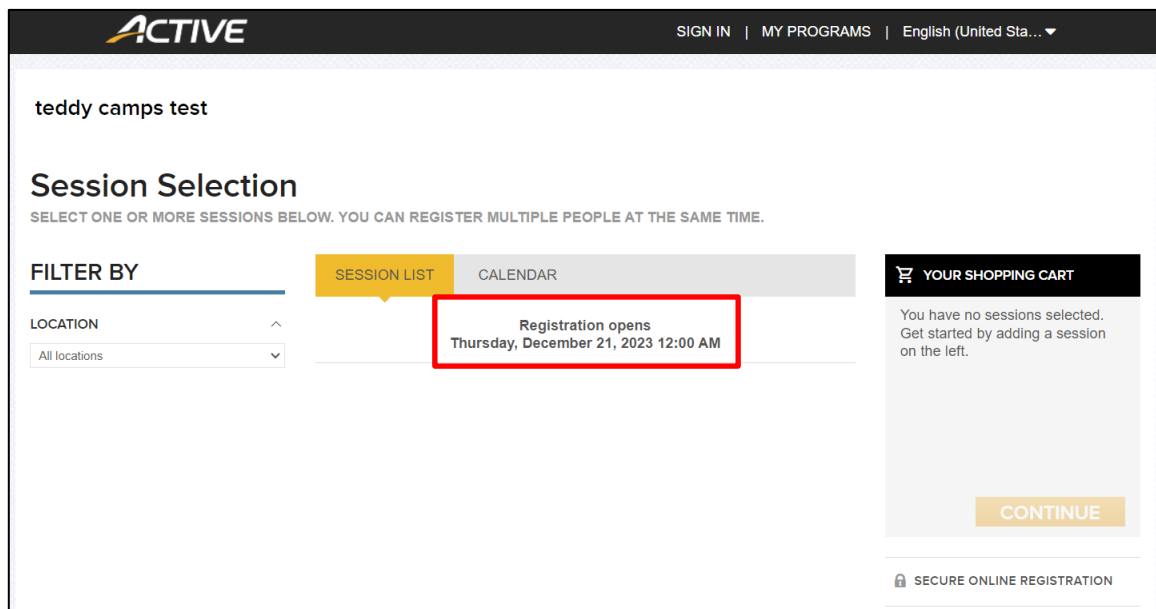 ACTIVE
SIGN IN | MY PROGRAMS | English (United Sta...
teddy camps test
Session Selection
SELECT ONE OR MORE SESSIONS BELOW. YOU CAN REGISTER MULTIPLE PEOPLE AT THE SAME TIME.
FILTER BY
LOCATION
All locations
SESSION LIST
CALENDAR
Registration opens
Thursday, December 21, 2023 12:00 AM
YOUR SHOPPING CART
You have no sessions selected.
Get started by adding a session
on the left.
CONTINUE
SECURE ONLINE REGISTRATION